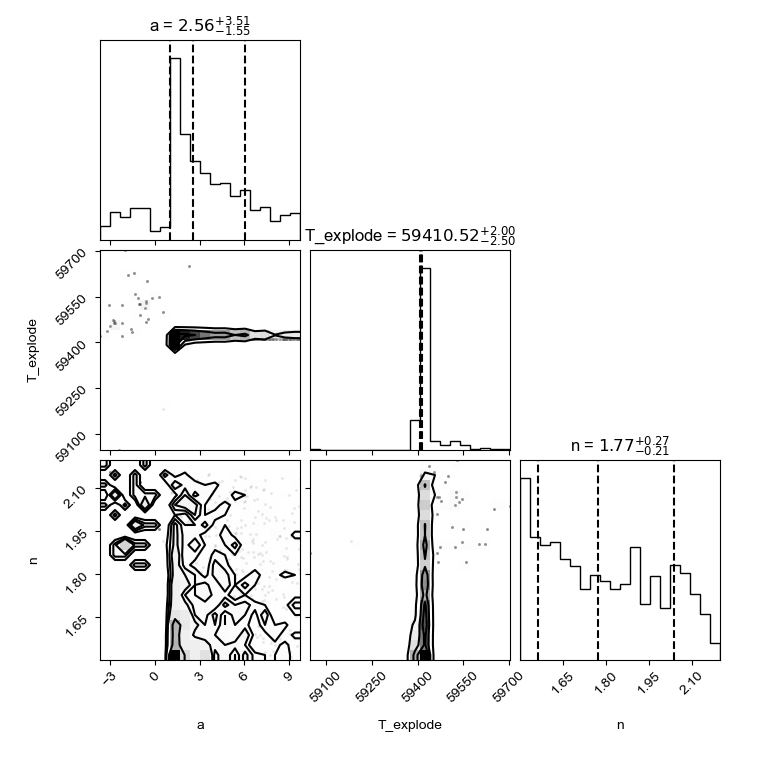 a = 2.56+3.51−1.55
T_explode = 59410.52+2.00−2.50
59700
59550
59400
59250
59100
T_explode
n = 1.77+0.27−0.21
2.10
1.95
1.80
1.65
n
−3 0 3 6 9
59100 59250 59400 59550 59700
1.65 1.80 1.95 2.10
a T_explode n